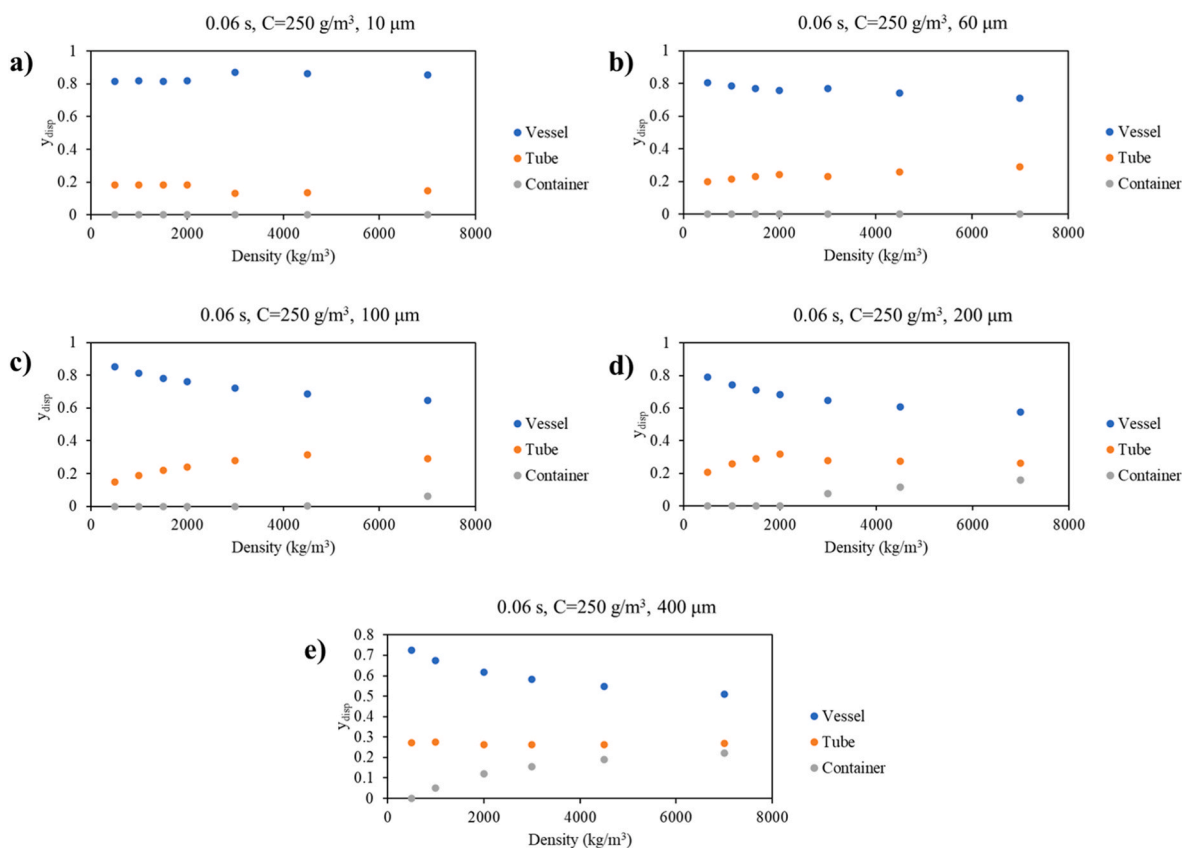 0.06 s, C=250 g/m³, 10 μm
a)
1
0.8
0.6
0.4
0.2
0
y_disp
0 2000 4000 6000 8000
Density (kg/m³)
Vessel
Tube
Container
0.06 s, C=250 g/m³, 60 μm
b)
1
0.8
0.6
0.4
0.2
0
y_disp
0 2000 4000 6000 8000
Density (kg/m³)
Vessel
Tube
Container
0.06 s, C=250 g/m³, 100 μm
c)
1
0.8
0.6
0.4
0.2
0
y_disp
0 2000 4000 6000 8000
Density (kg/m³)
Vessel
Tube
Container
0.06 s, C=250 g/m³, 200 μm
d)
1
0.8
0.6
0.4
0.2
0
y_disp
0 2000 4000 6000 8000
Density (kg/m³)
Vessel
Tube
Container
0.06 s, C=250 g/m³, 400 μm
e)
0.8
0.7
0.6
0.5
0.4
0.3
0.2
0.1
0
y_disp
0 2000 4000 6000 8000
Density (kg/m³)
Vessel
Tube
Container